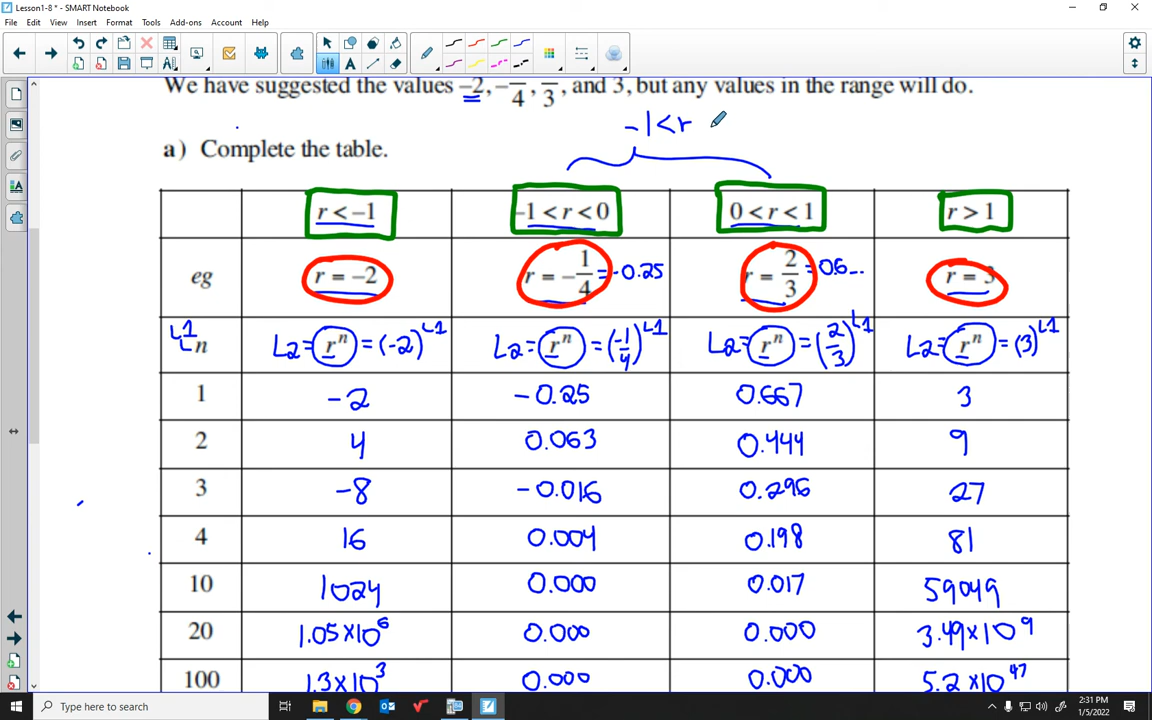 Lesson1-8 * - SMART Notebook
File Edit View Insert Format Tools Add-ons Account Help
We have suggested the values -2, -1/4, 2/3, and 3, but any values in the range will do.
-1<r
a) Complete the table.
r < -1 -1 < r < 0 0 < r < 1 r > 1
eg r = -2 r = -1/4 = -0.25 r = 2/3 = 0.6... r = 3
L1 n L2 = r^n = (-2)^L1 L2 = r^n = (-1/4)^L1 L2 = r^n = (2/3)^L1 L2 = r^n = (3)^L1
1 -2 -0.25 0.667 3
2 4 0.063 0.444 9
3 -8 -0.016 0.296 27
4 16 0.004 0.198 81
10 1024 0.000 0.017 59049
20 1.05×10^6 0.000 0.000 3.49×10^9
100 1.3×10^3 0.000 0.000 5.2×10^47
Type here to search
2:31 PM
1/5/2022